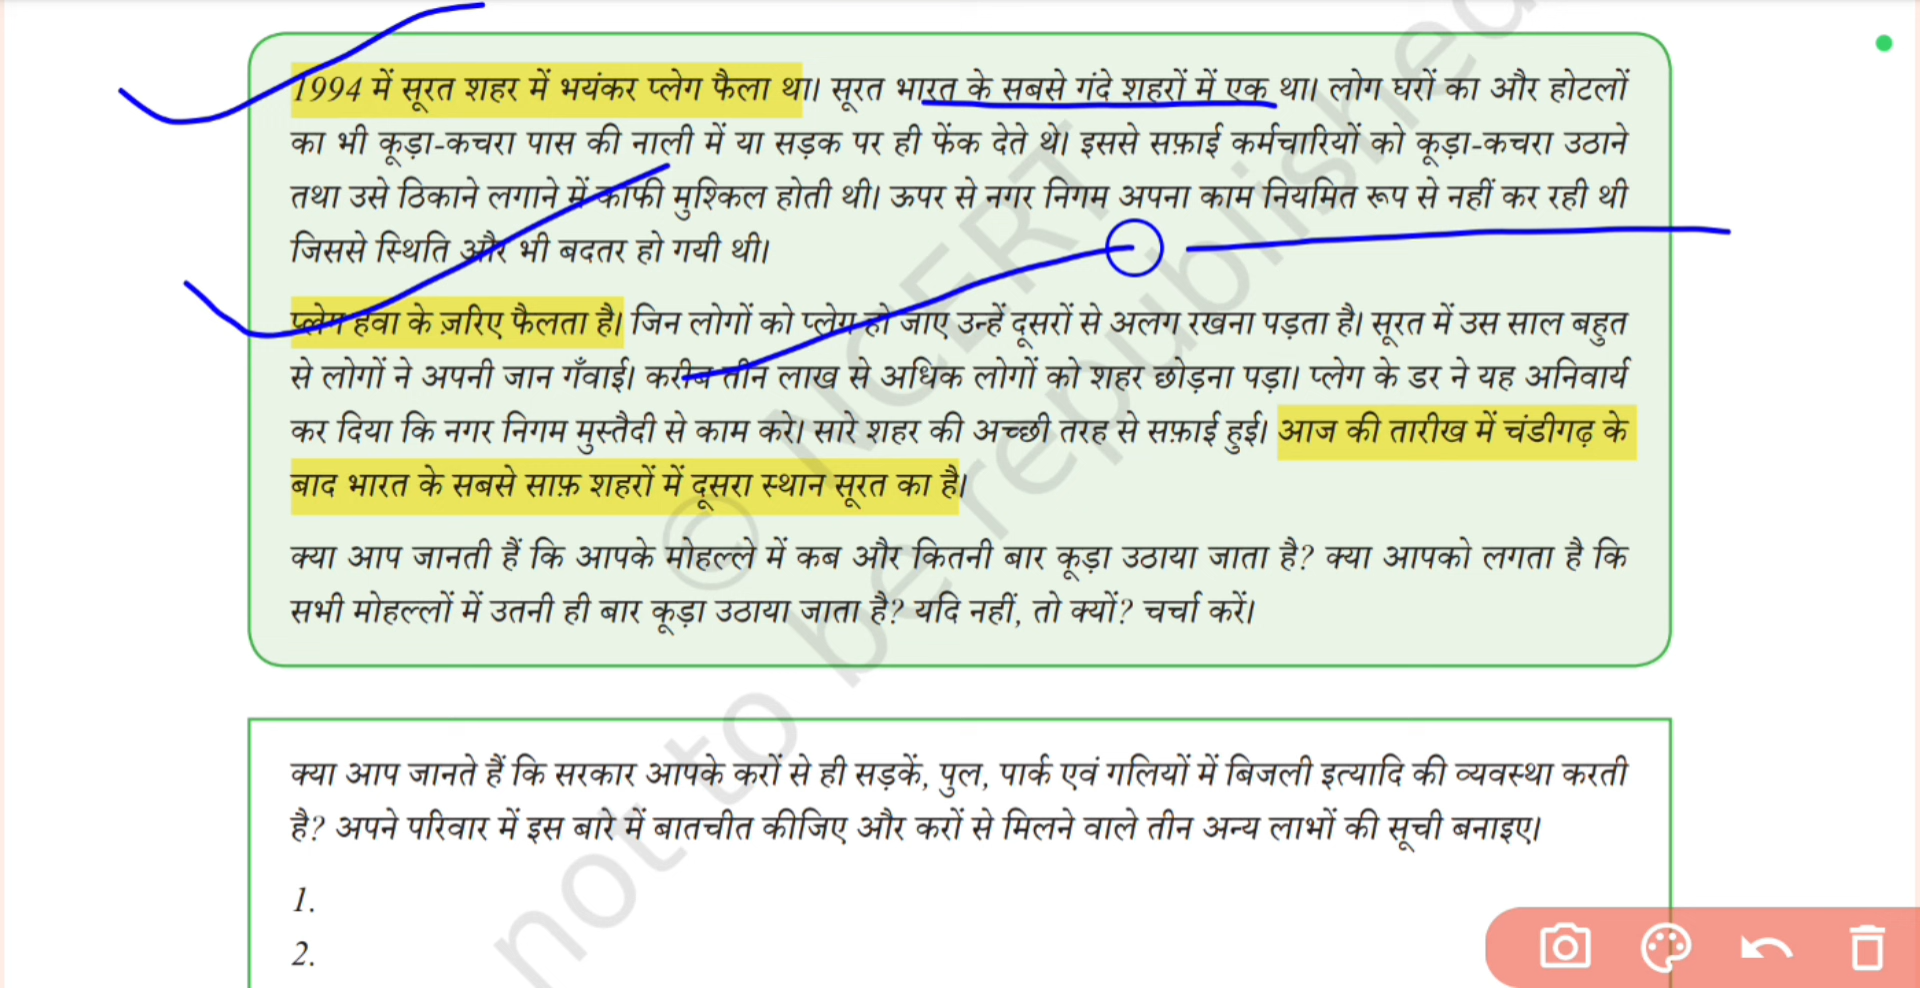 1994 में सूरत शहर में भयंकर प्लेग फैला था। सूरत भारत के सबसे गंदे शहरों में एक था। लोग घरों का और होटलों
का भी कूड़ा-कचरा पास की नाली में या सड़क पर ही फेंक देते थे। इससे सफ़ाई कर्मचारियों को कूड़ा-कचरा उठाने
तथा उसे ठिकाने लगाने में काफी मुश्किल होती थी। ऊपर से नगर निगम अपना काम नियमित रूप से नहीं कर रही थी
जिससे स्थिति और भी बदतर हो गयी थी।
प्लेग हवा के ज़रिए फैलता है। जिन लोगों को प्लेग हो जाए उन्हें दूसरों से अलग रखना पड़ता है। सूरत में उस साल बहुत
से लोगों ने अपनी जान गँवाई। करीब तीन लाख से अधिक लोगों को शहर छोड़ना पड़ा। प्लेग के डर ने यह अनिवार्य
कर दिया कि नगर निगम मुस्तैदी से काम करे। सारे शहर की अच्छी तरह से सफ़ाई हुई। आज की तारीख में चंडीगढ़ के
बाद भारत के सबसे साफ़ शहरों में दूसरा स्थान सूरत का है।
क्या आप जानती हैं कि आपके मोहल्ले में कब और कितनी बार कूड़ा उठाया जाता है? क्या आपको लगता है कि
सभी मोहल्लों में उतनी ही बार कूड़ा उठाया जाता है? यदि नहीं, तो क्यों? चर्चा करें।
क्या आप जानते हैं कि सरकार आपके करों से ही सड़कें, पुल, पार्क एवं गलियों में बिजली इत्यादि की व्यवस्था करती
है? अपने परिवार में इस बारे में बातचीत कीजिए और करों से मिलने वाले तीन अन्य लाभों की सूची बनाइए।
1.
2.
© NCERT
not to be republished